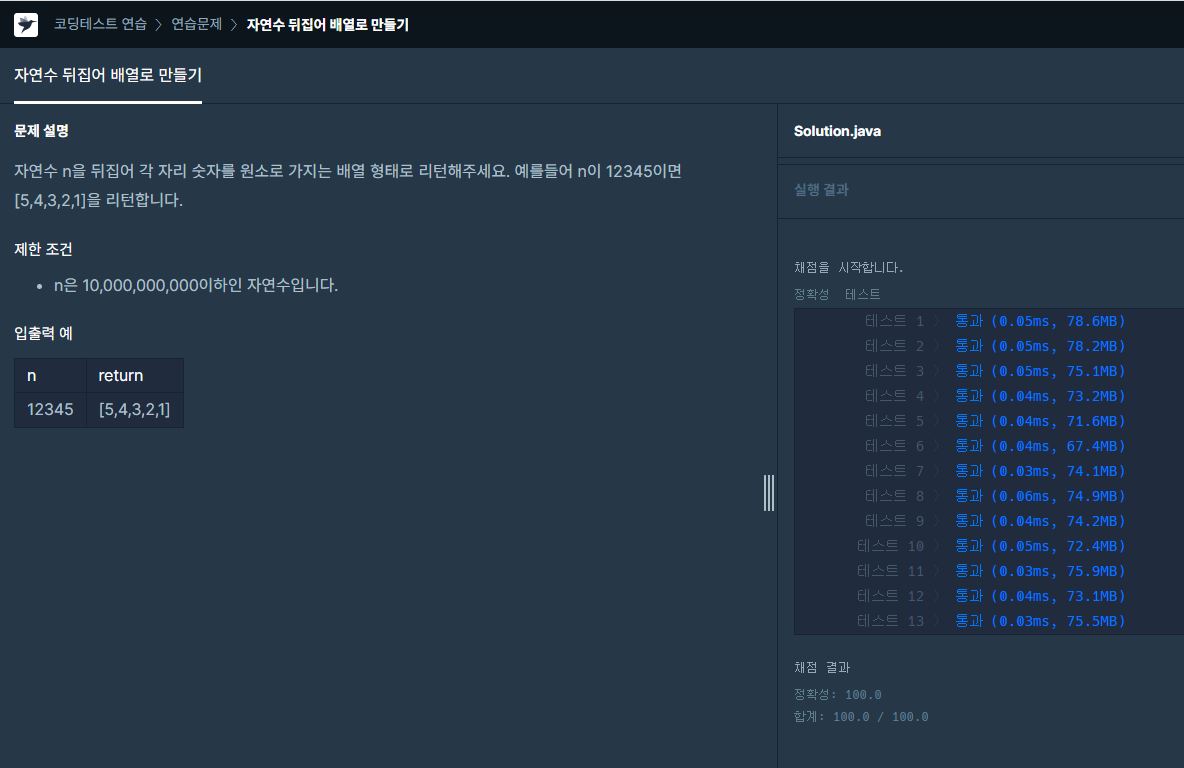 코딩테스트 연습 > 연습문제 > 자연수 뒤집어 배열로 만들기
자연수 뒤집어 배열로 만들기
문제 설명
자연수 n을 뒤집어 각 자리 숫자를 원소로 가지는 배열 형태로 리턴해주세요. 예를들어 n이 12345이면
[5,4,3,2,1]을 리턴합니다.
제한 조건
• n은 10,000,000,000이하인 자연수입니다.
입출력 예
n return
12345 [5,4,3,2,1]
Solution.java
실행 결과
채점을 시작합니다.
정확성 테스트
테스트 1 > 통과 (0.05ms, 78.6MB)
테스트 2 > 통과 (0.05ms, 78.2MB)
테스트 3 > 통과 (0.05ms, 75.1MB)
테스트 4 > 통과 (0.04ms, 73.2MB)
테스트 5 > 통과 (0.04ms, 71.6MB)
테스트 6 > 통과 (0.04ms, 67.4MB)
테스트 7 > 통과 (0.03ms, 74.1MB)
테스트 8 > 통과 (0.06ms, 74.9MB)
테스트 9 > 통과 (0.04ms, 74.2MB)
테스트 10 > 통과 (0.05ms, 72.4MB)
테스트 11 > 통과 (0.03ms, 75.9MB)
테스트 12 > 통과 (0.04ms, 73.1MB)
테스트 13 > 통과 (0.03ms, 75.5MB)
채점 결과
정확성: 100.0
합계: 100.0 / 100.0